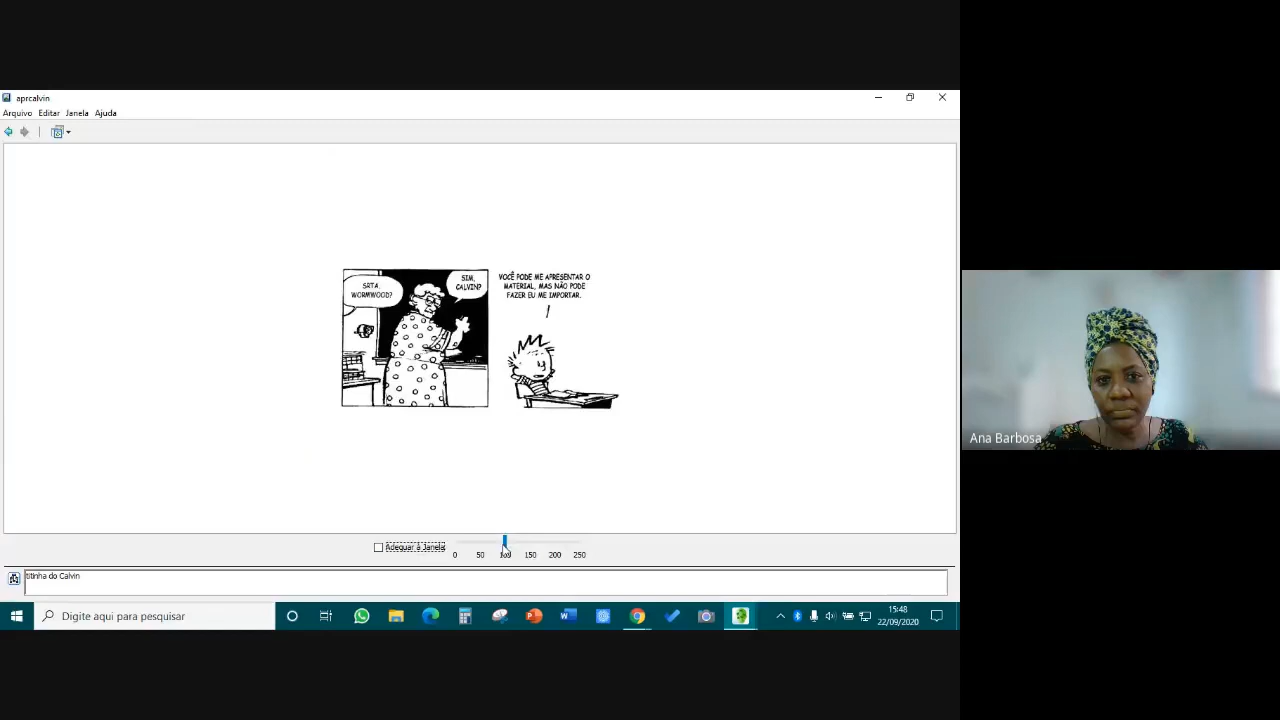 aprcalvin
Arquivo Editar Janela Ajuda
SRTA.
WORMWOOD?
SIM,
CALVIN?
VOCÊ PODE ME APRESENTAR O
MATERIAL, MAS NÃO PODE
FAZER EU ME IMPORTAR.
Ana Barbosa
Adequar à Janela
0 50 100 150 200 250
titinha do Calvin
Digite aqui para pesquisar
15:48
22/09/2020